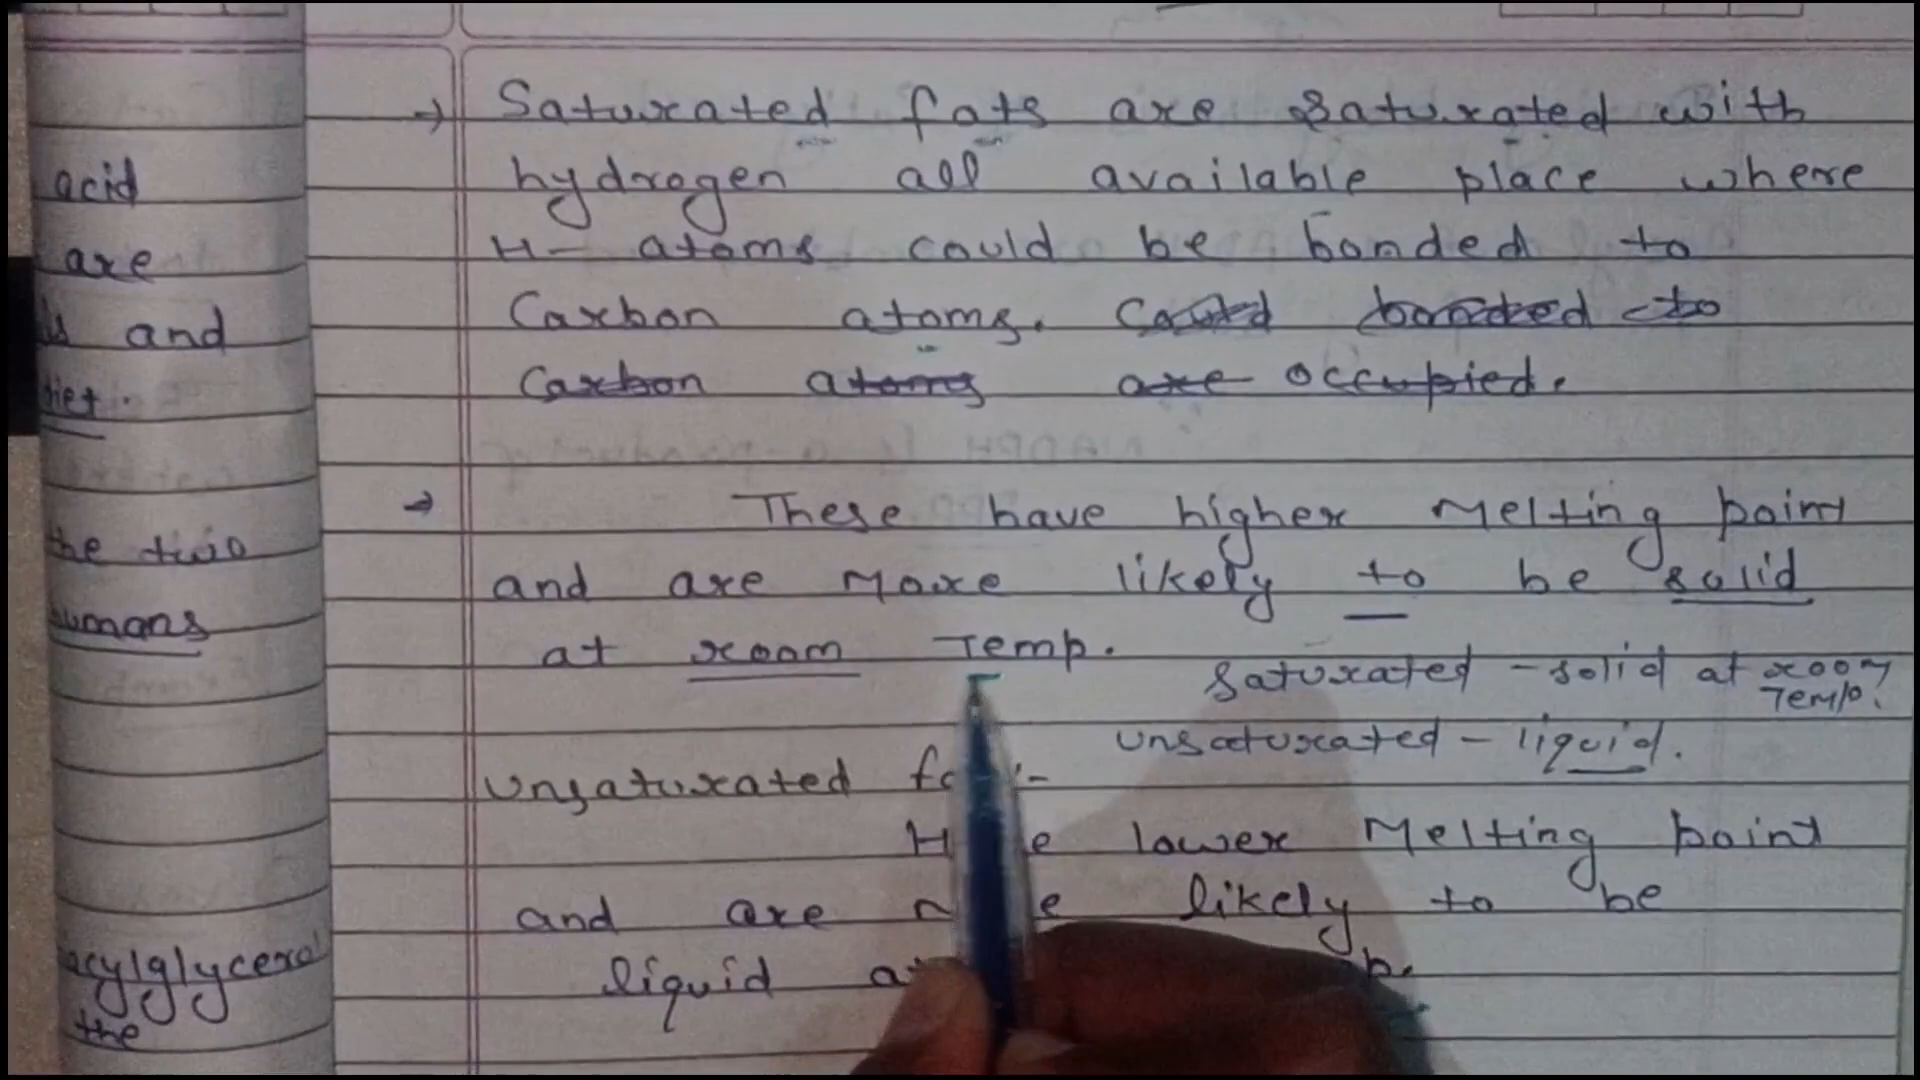 acid
are
and
diet.
the two
humans
acylglycerol
the
→ Saturated fats are saturated with
hydrogen all available place where
H- atoms could be bonded to
Carbon atoms. Could bonded to
Carbon atoms are occupied.
→ These have higher Melting point
and are More likely to be solid
at room Temp.
Saturated - solid at room
Temp.
unsaturated - liquid.
unsaturated :-
lower Melting point
and are likely to be
liquid